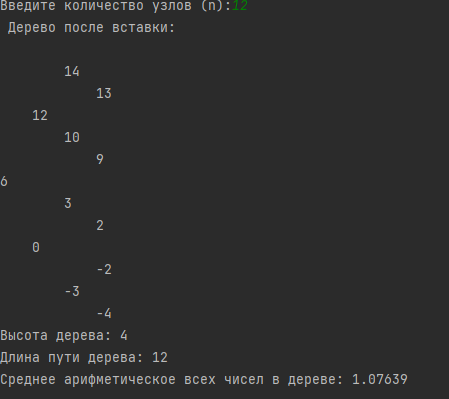 Введите количество узлов (n):12
Дерево после вставки:
14
13
12
10
9
6
3
2
0
-2
-3
-4
Высота дерева: 4
Длина пути дерева: 12
Среднее арифметическое всех чисел в дереве: 1.07639